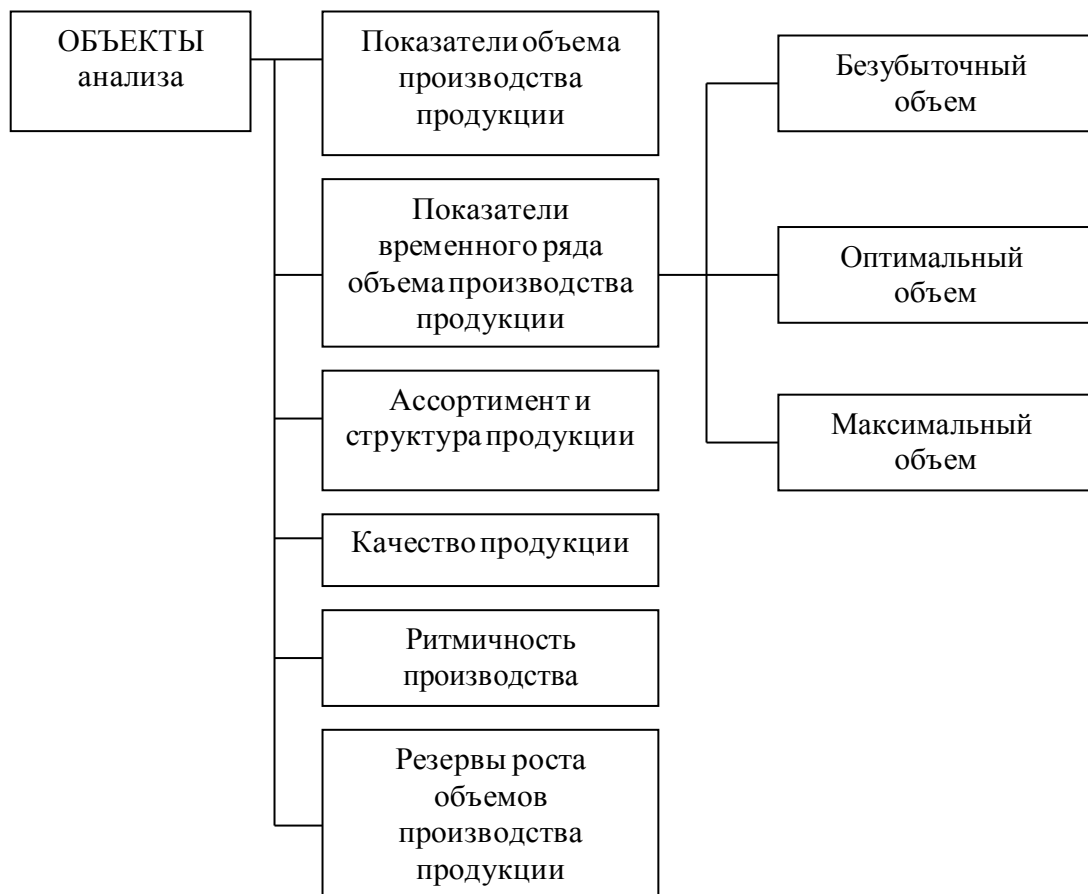 ОБЪЕКТЫ
анализа
Показатели объема
производства
продукции
Показатели
временного ряда
объема производства
продукции
Ассортимент и
структура продукции
Качество продукции
Ритмичность
производства
Резервы роста
объемов
производства
продукции
Безубыточный
объем
Оптимальный
объем
Максимальный
объем